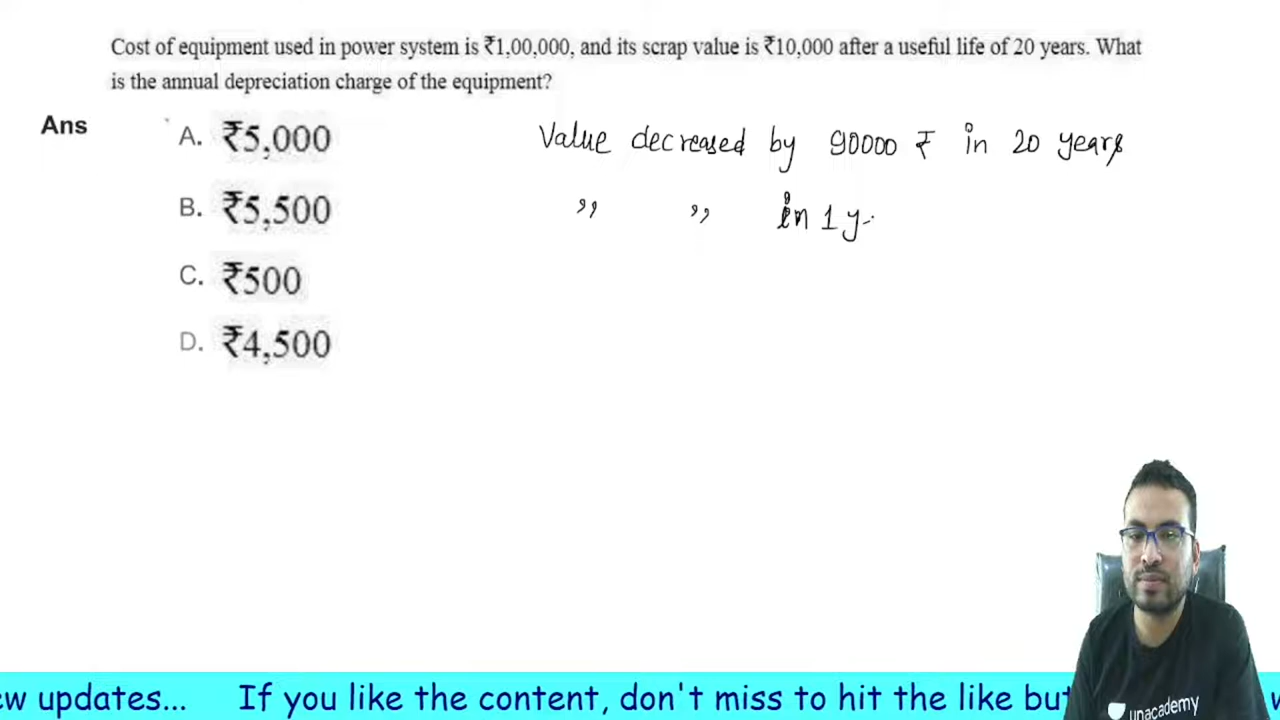 Cost of equipment used in power system is ₹1,00,000, and its scrap value is ₹10,000 after a useful life of 20 years. What
is the annual depreciation charge of the equipment?
Ans
A. ₹5,000
B. ₹5,500
C. ₹500
D. ₹4,500
Value decreased by 90000 ₹ in 20 years
,, ,, in 1 y
ew updates... If you like the content, don't miss to hit the like but
unacademy